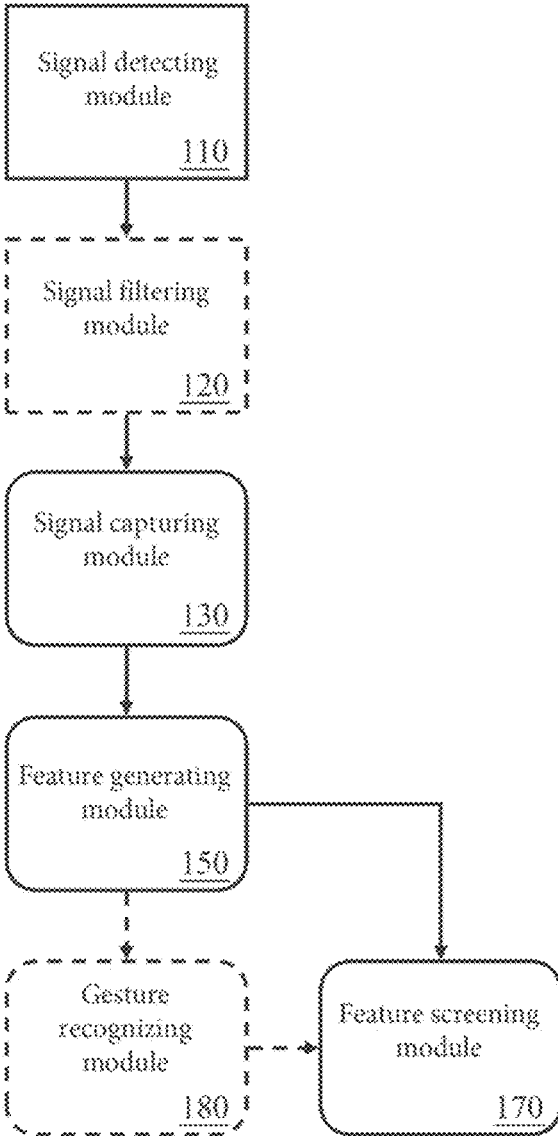 Signal detecting
module
110
Signal filtering
module
120
Signal capturing
module
130
Feature generating
module
150
Gesture
recognizing
module
180
Feature screening
module
170